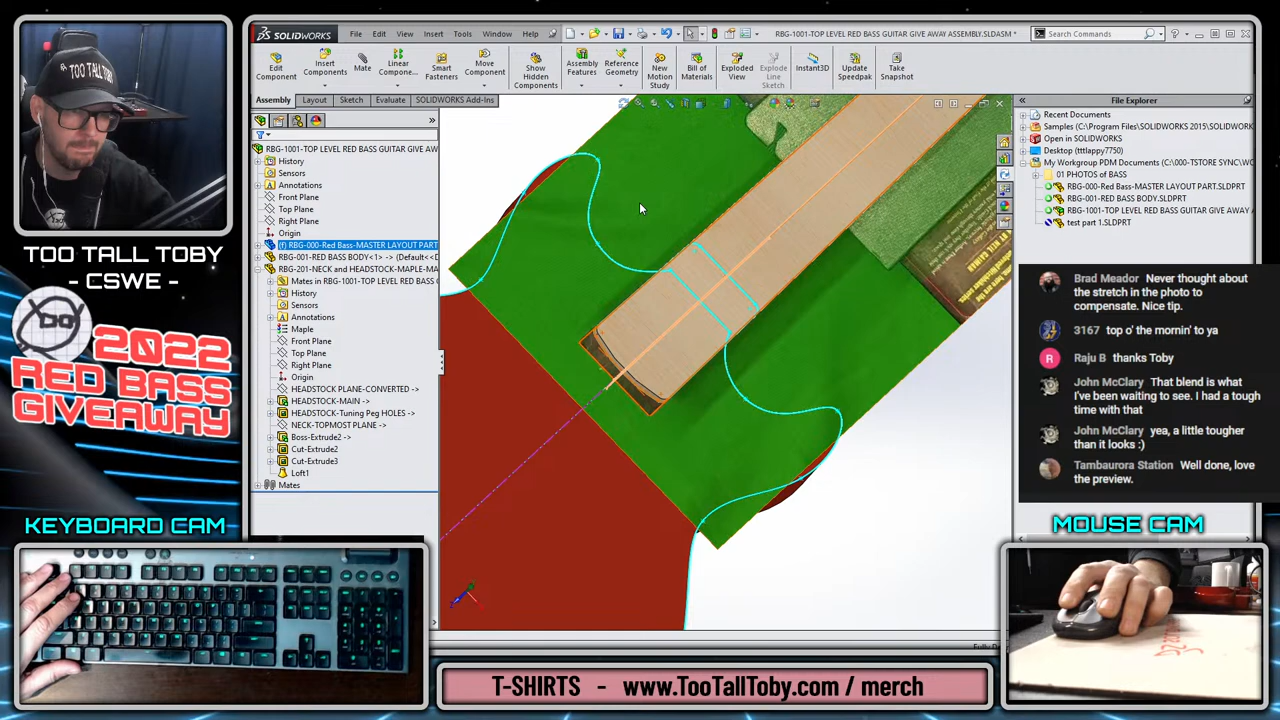 TOO TALL TOBY
TOO TALL TOBY
- CSWE -
2022
RED BASS
GIVEAWAY
KEYBOARD CAM
SOLIDWORKS
File
Edit
View
Insert
Tools
Window
Help
RBG-1001-TOP LEVEL RED BASS GUITAR GIVE AWAY ASSEMBLY.SLDASM *
Search Commands
Edit
Component
Insert
Components
Mate
Linear
Compone...
Smart
Fasteners
Move
Component
Show
Hidden
Components
Assembly
Features
Reference
Geometry
New
Motion
Study
Bill of
Materials
Exploded
View
Explode
Line
Sketch
Instant3D
Update
Speedpak
Take
Snapshot
Assembly
Layout
Sketch
Evaluate
SOLIDWORKS Add-Ins
RBG-1001-TOP LEVEL RED BASS GUITAR GIVE AW
History
Sensors
Annotations
Front Plane
Top Plane
Right Plane
Origin
(f) RBG-000-Red Bass-MASTER LAYOUT PART
RBG-001-RED BASS BODY<1> -> (Default<<D
RBG-201-NECK and HEADSTOCK-MAPLE-MA
Mates in RBG-1001-TOP LEVEL RED BASS G
History
Sensors
Annotations
Maple
Front Plane
Top Plane
Right Plane
Origin
HEADSTOCK PLANE-CONVERTED ->
HEADSTOCK-MAIN ->
HEADSTOCK-Tuning Peg HOLES ->
NECK-TOPMOST PLANE ->
Boss-Extrude2 ->
Cut-Extrude2
Cut-Extrude3
Loft1
Mates
File Explorer
Recent Documents
Samples (C:\Program Files\SOLIDWORKS 2015\SOLIDWO
Open in SOLIDWORKS
Desktop (tttlappy7750)
My Workgroup PDM Documents (C:\000-TSTORE SYNC\WO
01 PHOTOS of BASS
RBG-000-Red Bass-MASTER LAYOUT PART.SLDPRT
RBG-001-RED BASS BODY.SLDPRT
RBG-1001-TOP LEVEL RED BASS GUITAR GIVE AWAY
test part 1.SLDPRT
Brad Meador Never thought about
the stretch in the photo to
compensate. Nice tip.
3167 top o' the mornin' to ya
Raju B thanks Toby
John McClary That blend is what
I've been waiting to see. I had a tough
time with that
John McClary yea, a little tougher
than it looks :)
Tambaurora Station Well done, love
the preview.
MOUSE CAM
T-SHIRTS - www.TooTallToby.com / merch